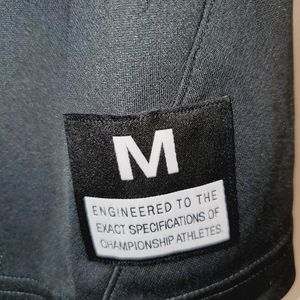 M
ENGINEERED TO THE
EXACT SPECIFICATIONS OF
CHAMPIONSHIP ATHLETES